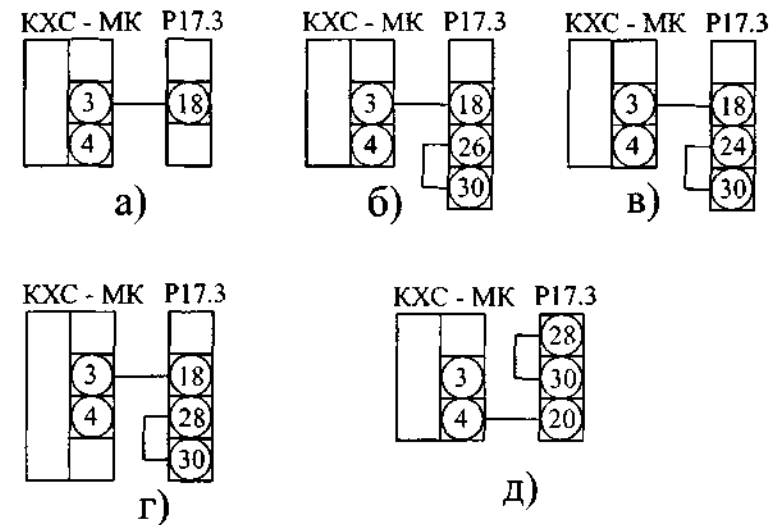 КХС - МК Р17.3 КХС - МК Р17.3 КХС - МК Р17.3
3 18 3 18 3 18
4 4 26 4 24
30 30
а) б) в)
КХС - МК Р17.3 КХС - МК Р17.3
28
3 18 3 30
4 28 4 20
30
г) д)